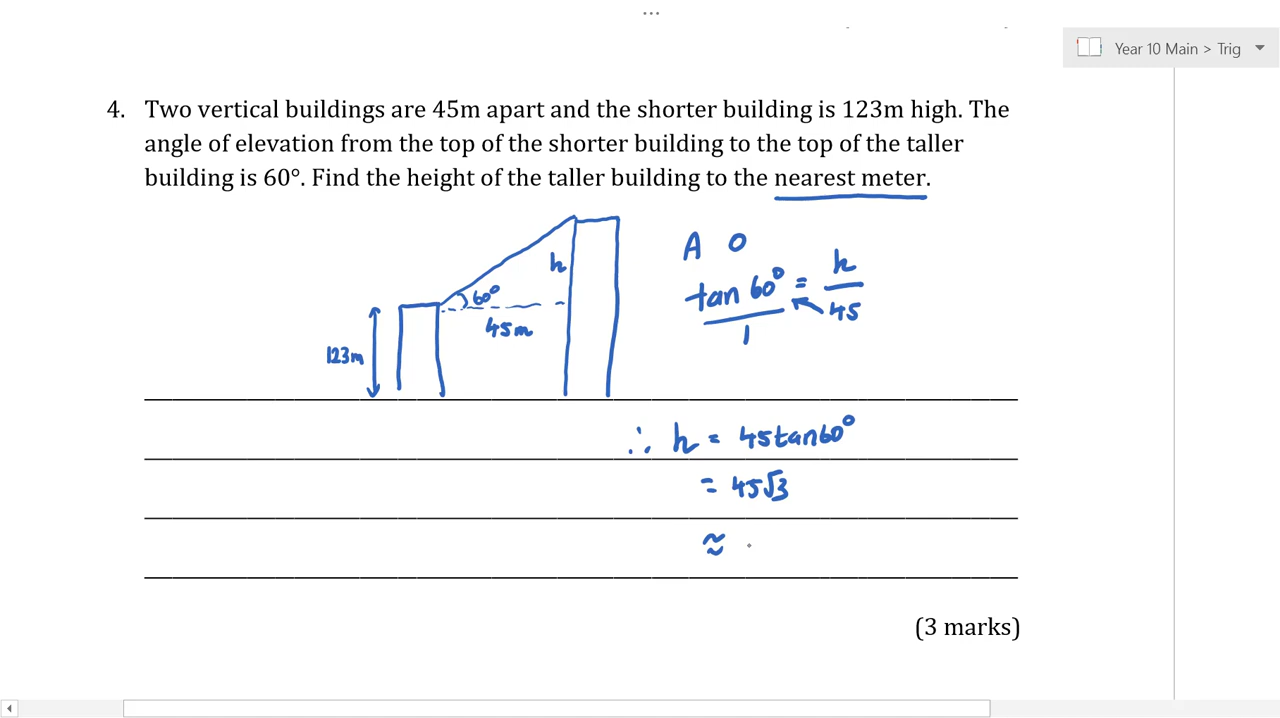 ...
Year 10 Main > Trig
4. Two vertical buildings are 45m apart and the shorter building is 123m high. The
angle of elevation from the top of the shorter building to the top of the taller
building is 60°. Find the height of the taller building to the nearest meter.
A O
h
tan 60° = h/45
60°
45m
1
123m
∴ h = 45tan60°
= 45√3
≈
(3 marks)